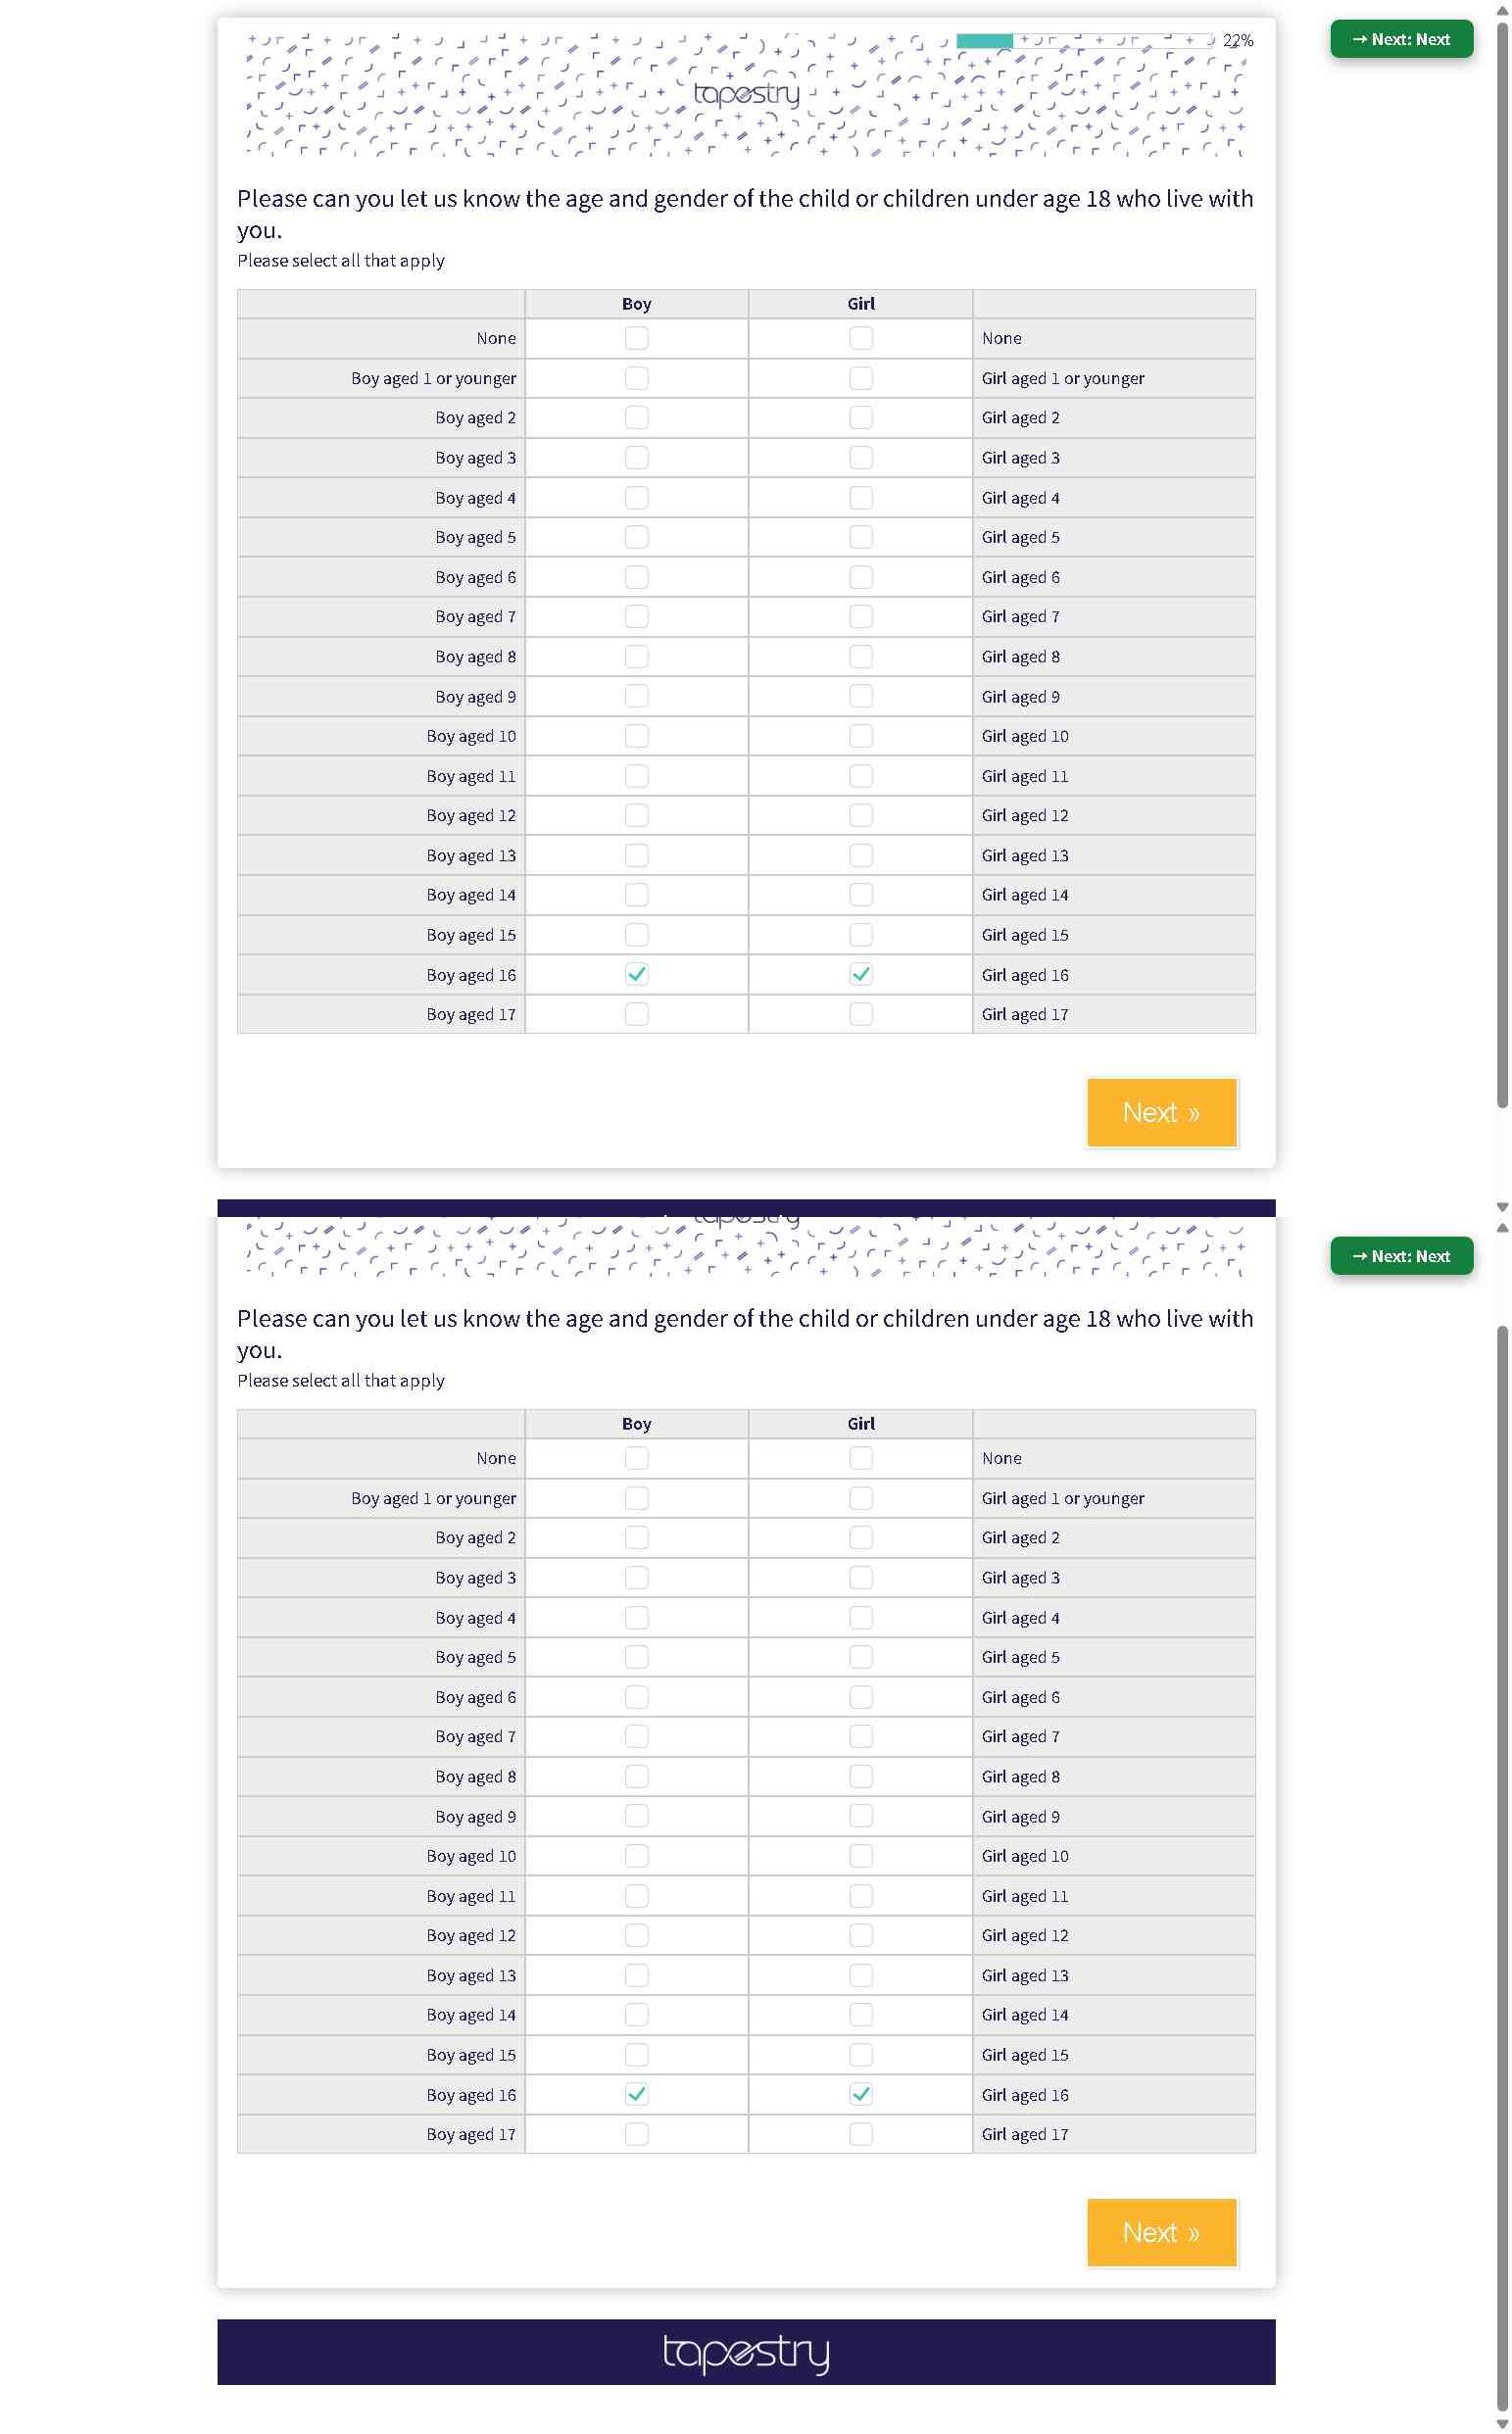 22%
→ Next: Next
tapestry
Please can you let us know the age and gender of the child or children under age 18 who live with
you.
Please select all that apply
Boy Girl
None None
Boy aged 1 or younger Girl aged 1 or younger
Boy aged 2 Girl aged 2
Boy aged 3 Girl aged 3
Boy aged 4 Girl aged 4
Boy aged 5 Girl aged 5
Boy aged 6 Girl aged 6
Boy aged 7 Girl aged 7
Boy aged 8 Girl aged 8
Boy aged 9 Girl aged 9
Boy aged 10 Girl aged 10
Boy aged 11 Girl aged 11
Boy aged 12 Girl aged 12
Boy aged 13 Girl aged 13
Boy aged 14 Girl aged 14
Boy aged 15 Girl aged 15
Boy aged 16 Girl aged 16
Boy aged 17 Girl aged 17
Next »
tapestry
→ Next: Next
Please can you let us know the age and gender of the child or children under age 18 who live with
you.
Please select all that apply
Boy Girl
None None
Boy aged 1 or younger Girl aged 1 or younger
Boy aged 2 Girl aged 2
Boy aged 3 Girl aged 3
Boy aged 4 Girl aged 4
Boy aged 5 Girl aged 5
Boy aged 6 Girl aged 6
Boy aged 7 Girl aged 7
Boy aged 8 Girl aged 8
Boy aged 9 Girl aged 9
Boy aged 10 Girl aged 10
Boy aged 11 Girl aged 11
Boy aged 12 Girl aged 12
Boy aged 13 Girl aged 13
Boy aged 14 Girl aged 14
Boy aged 15 Girl aged 15
Boy aged 16 Girl aged 16
Boy aged 17 Girl aged 17
Next »
tapestry